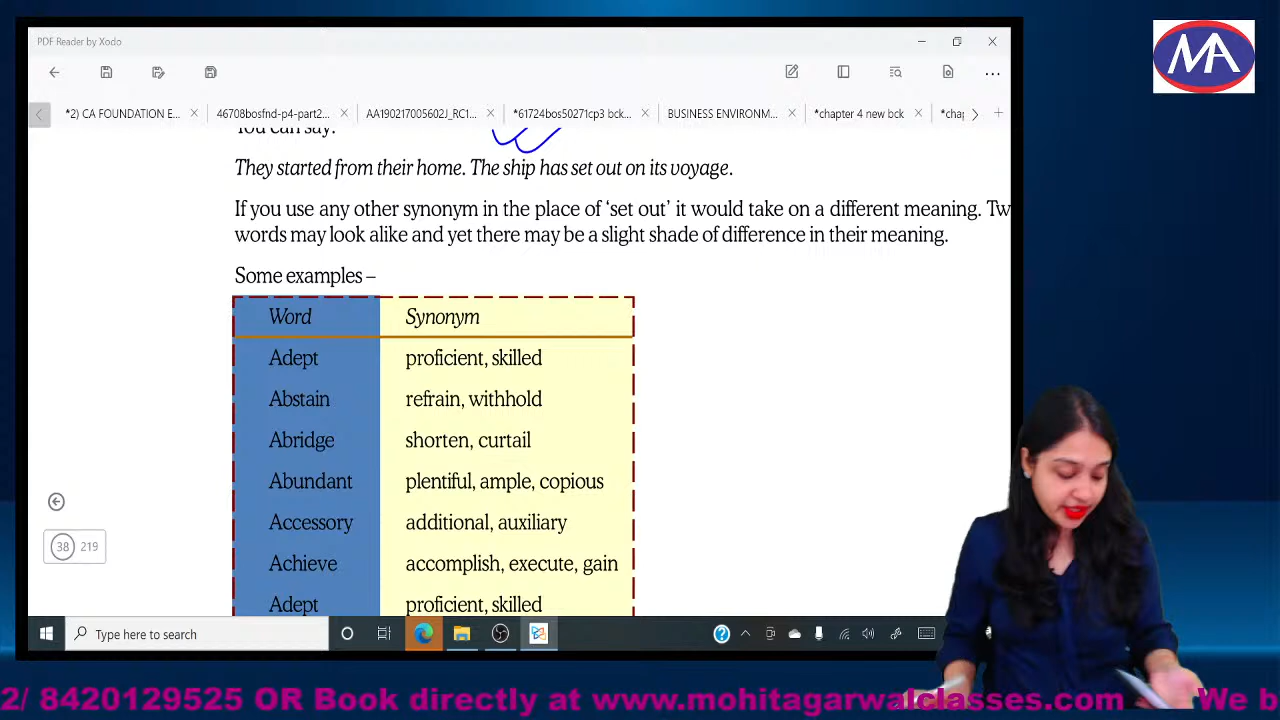 MA
PDF Reader by Xodo
*2) CA FOUNDATION E...
46708bosfnd-p4-part2...
AA190217005602J_RC1...
*61724bos50271cp3 bck...
BUSINESS ENVIRONM...
*chapter 4 new bck
*chap
You can say:
They started from their home. The ship has set out on its voyage.
If you use any other synonym in the place of ‘set out’ it would take on a different meaning. Tw
words may look alike and yet there may be a slight shade of difference in their meaning.
Some examples –
Word Synonym
Adept proficient, skilled
Abstain refrain, withhold
Abridge shorten, curtail
Abundant plentiful, ample, copious
Accessory additional, auxiliary
Achieve accomplish, execute, gain
Adept proficient, skilled
38 219
Type here to search
2/ 8420129525 OR Book directly at www.mohitagarwalclasses.com
We b